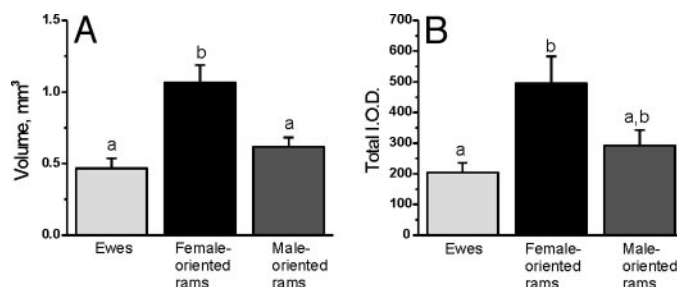 A
Volume, mm³
1.5
1.0
0.5
0.0
a
b
a
Ewes
Female-
oriented
rams
Male-
oriented
rams
B
Total I.O.D.
700
600
500
400
300
200
100
0
a
b
a,b
Ewes
Female-
oriented
rams
Male-
oriented
rams